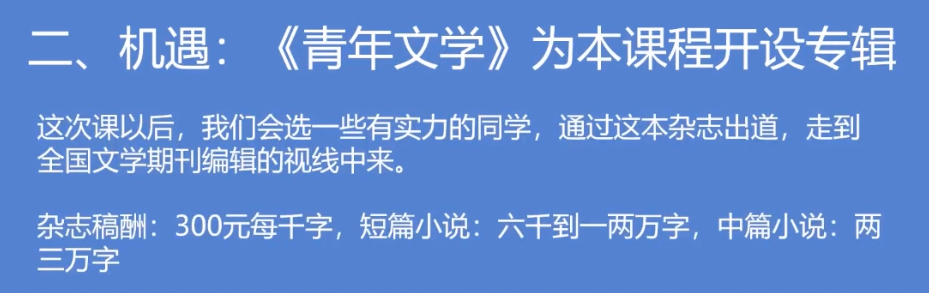 二、机遇：《青年文学》为本课程开设专辑
这次课以后，我们会选一些有实力的同学，通过这本杂志出道，走到
全国文学期刊编辑的视线中来。
杂志稿酬：300元每千字，短篇小说：六千到一两万字，中篇小说：两
三万字